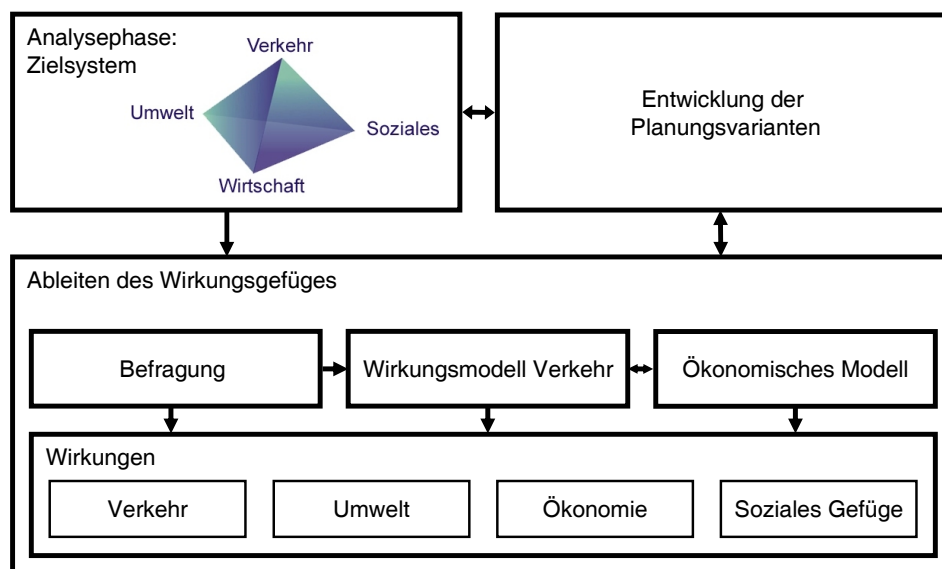 Analysephase:
Zielsystem
Verkehr
Umwelt
Soziales
Wirtschaft
Entwicklung der
Planungsvarianten
Ableiten des Wirkungsgefüges
Befragung
Wirkungsmodell Verkehr
Ökonomisches Modell
Wirkungen
Verkehr
Umwelt
Ökonomie
Soziales Gefüge